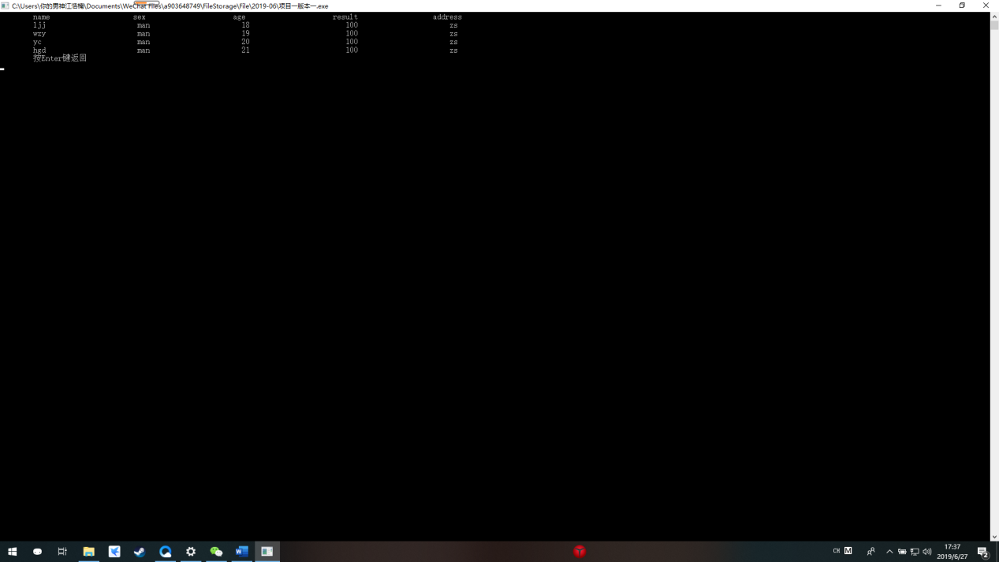 C:\Users\你的男神江浩楠\Documents\WeChat Files\a903648749\FileStorage\File\2019-06\项目一版本一.exe
name sex age result address
ljj man 18 100 zs
wzy man 19 100 zs
yc man 20 100 zs
hgd man 21 100 zs
按Enter键返回
CH M 17:37
2019/6/27 2